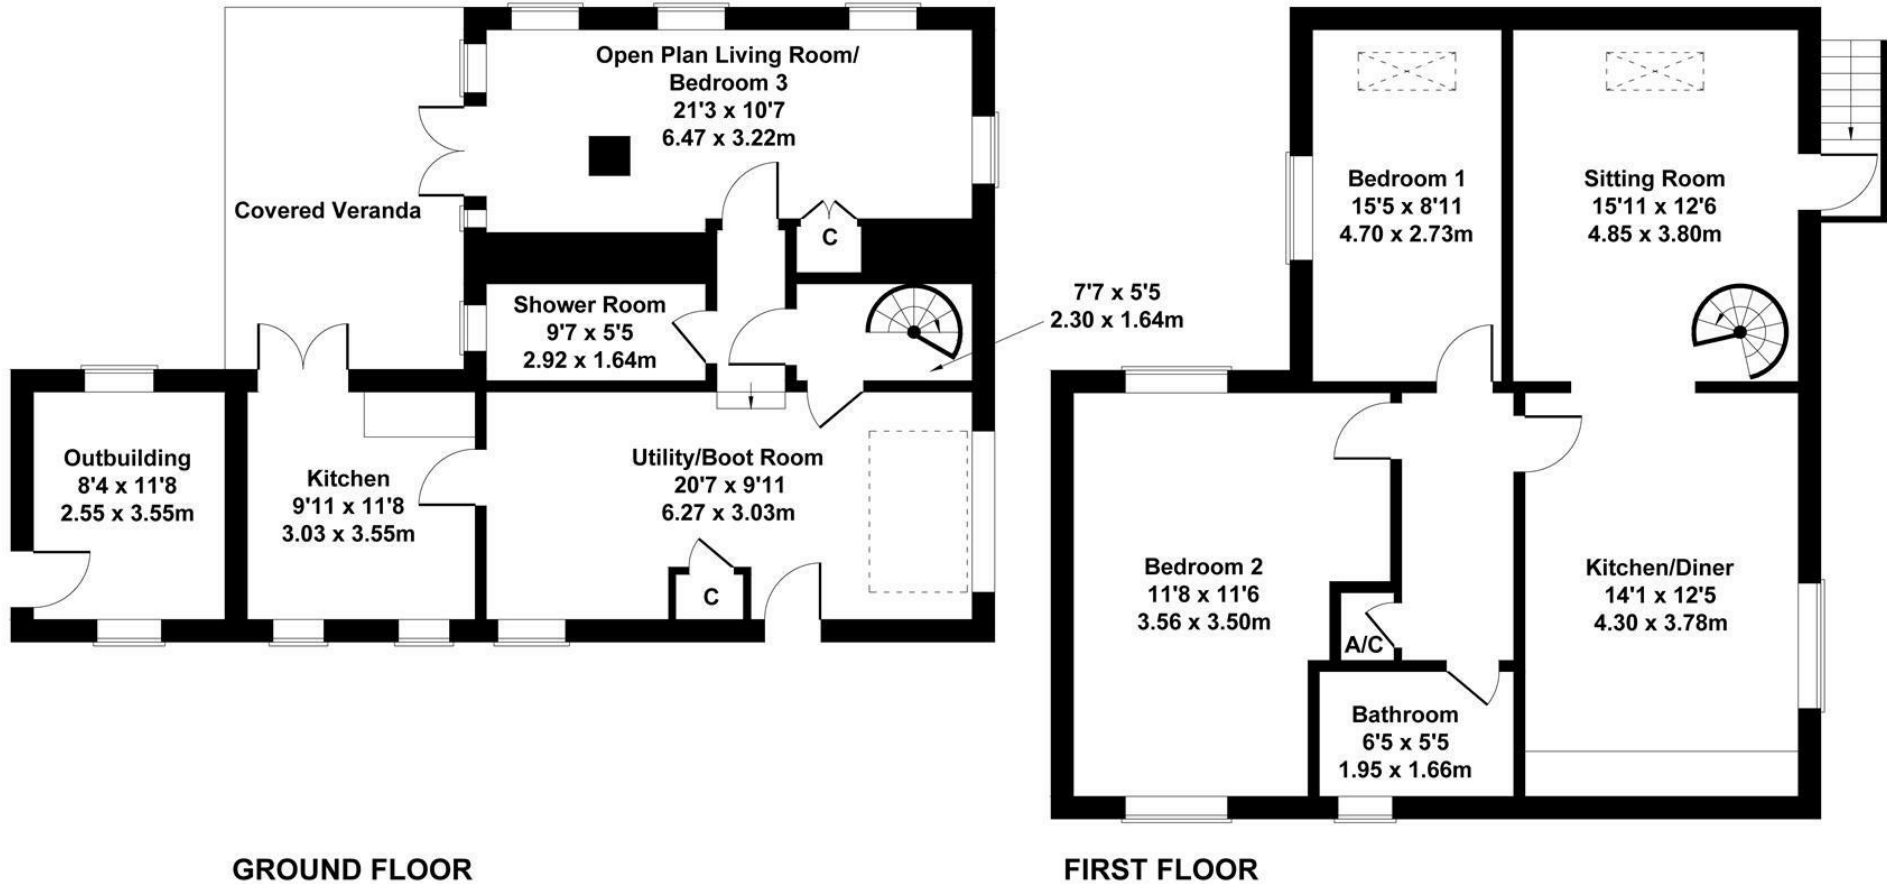 Open Plan Living Room/
Bedroom 3
21'3 x 10'7
6.47 x 3.22m
Covered Veranda
C
Shower Room
9'7 x 5'5
2.92 x 1.64m
7'7 x 5'5
2.30 x 1.64m
Outbuilding
8'4 x 11'8
2.55 x 3.55m
Kitchen
9'11 x 11'8
3.03 x 3.55m
Utility/Boot Room
20'7 x 9'11
6.27 x 3.03m
C
GROUND FLOOR
Bedroom 1
15'5 x 8'11
4.70 x 2.73m
Sitting Room
15'11 x 12'6
4.85 x 3.80m
Bedroom 2
11'8 x 11'6
3.56 x 3.50m
A/C
Kitchen/Diner
14'1 x 12'5
4.30 x 3.78m
Bathroom
6'5 x 5'5
1.95 x 1.66m
FIRST FLOOR